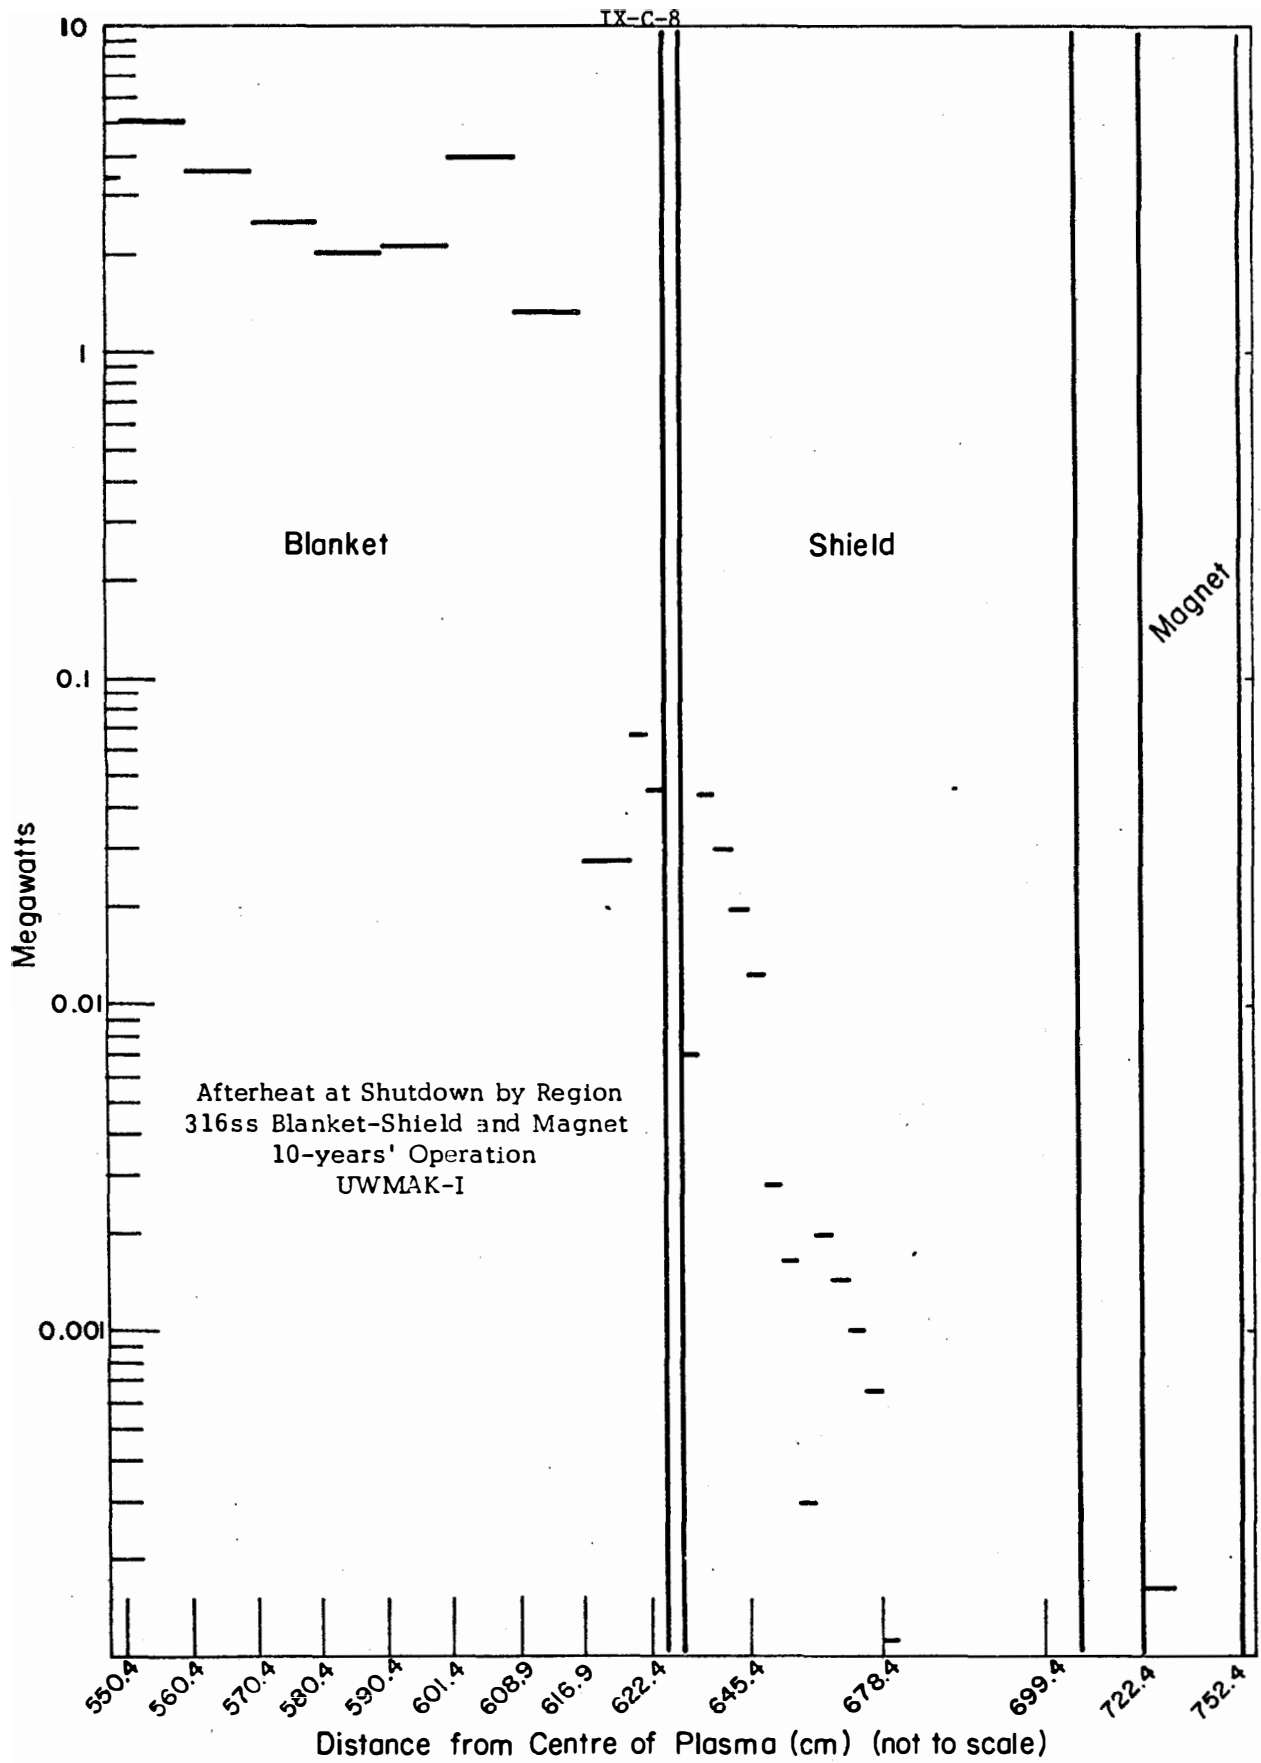 IX-C-8
10
1
0.1
0.01
0.001
Megawatts
Blanket
Shield
Magnet
Afterheat at Shutdown by Region
316ss Blanket-Shield and Magnet
10-years' Operation
UWMAK-I
550.4 560.4 570.4 580.4 590.4 601.4 608.9 616.9 622.4 645.4 678.4 699.4 722.4 752.4
Distance from Centre of Plasma (cm) (not to scale)